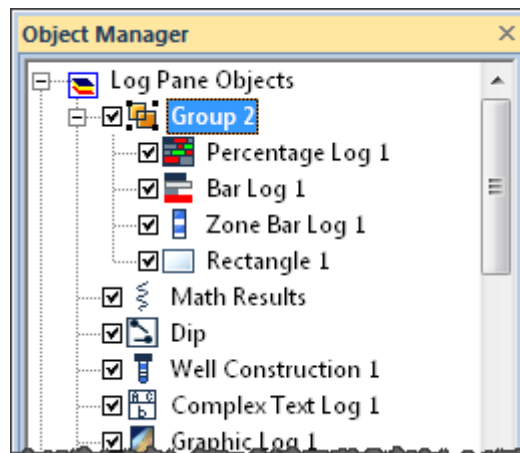 Object Manager
Log Pane Objects
Group 2
Percentage Log 1
Bar Log 1
Zone Bar Log 1
Rectangle 1
Math Results
Dip
Well Construction 1
Complex Text Log 1
Graphic Log 1